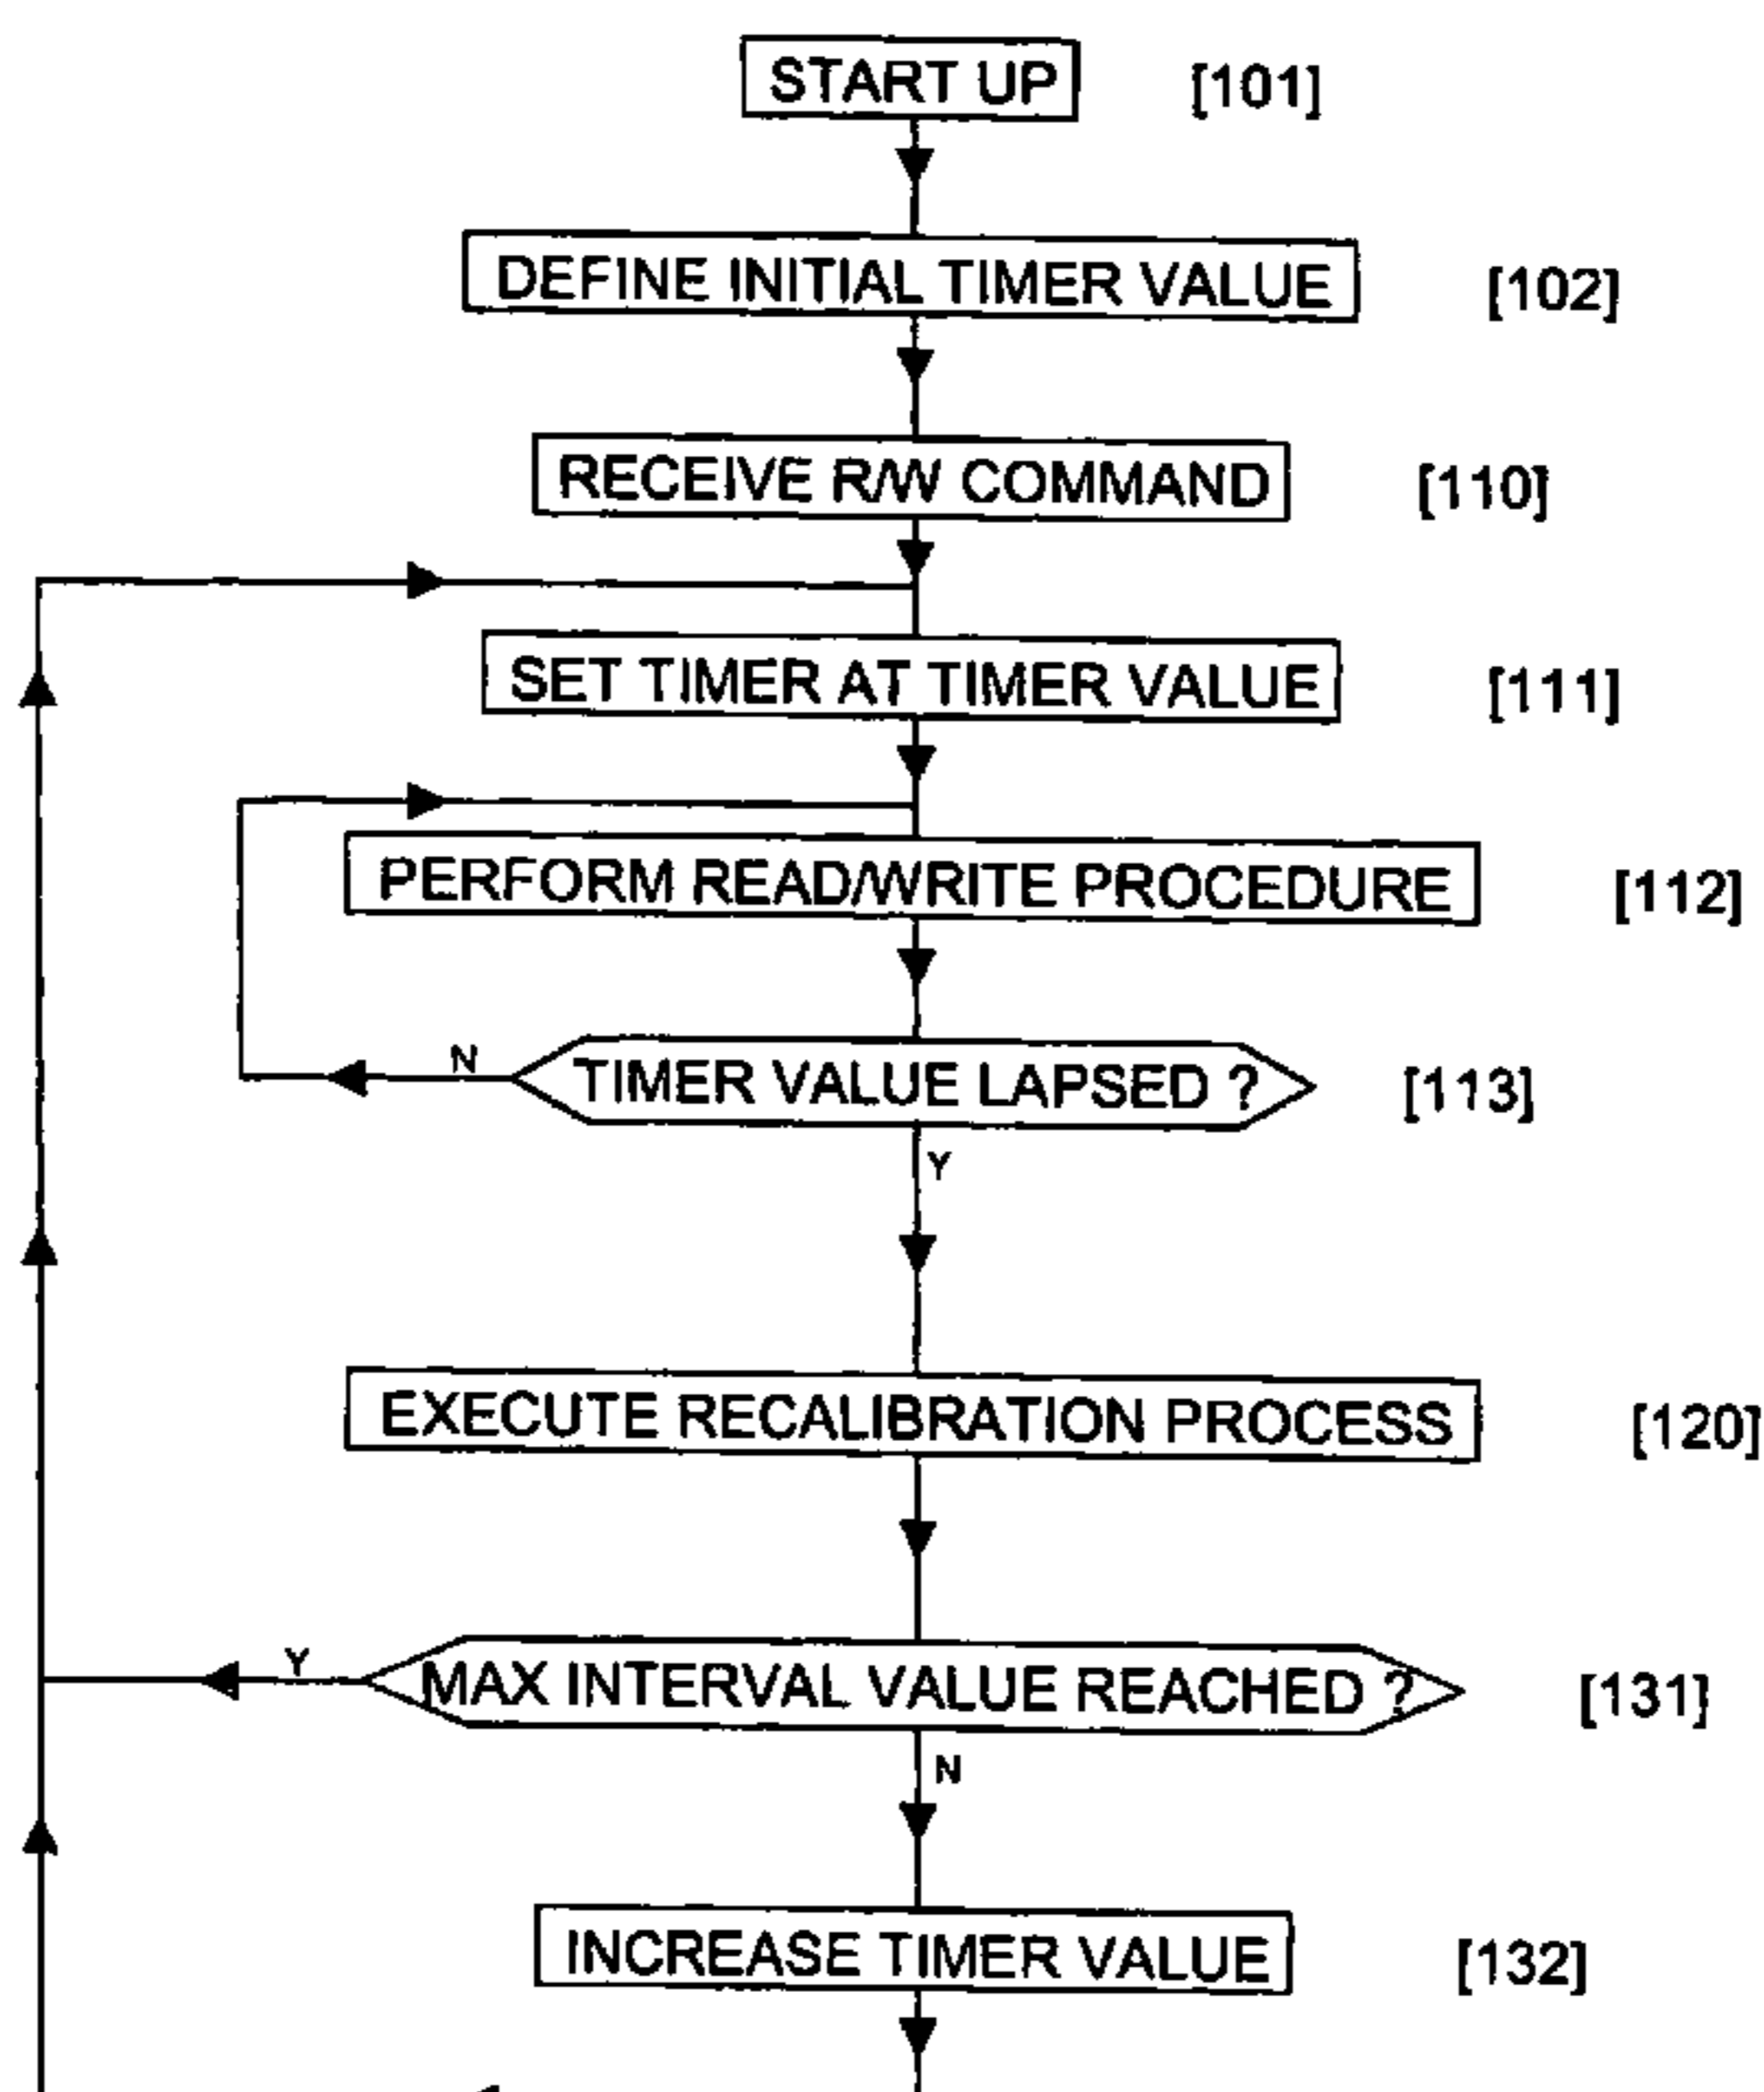 START UP [101]
DEFINE INITIAL TIMER VALUE [102]
RECEIVE R/W COMMAND [110]
SET TIMER AT TIMER VALUE [111]
PERFORM READ/WRITE PROCEDURE [112]
N TIMER VALUE LAPSED ? [113]
Y
EXECUTE RECALIBRATION PROCESS [120]
Y MAX INTERVAL VALUE REACHED ? [131]
N
INCREASE TIMER VALUE [132]